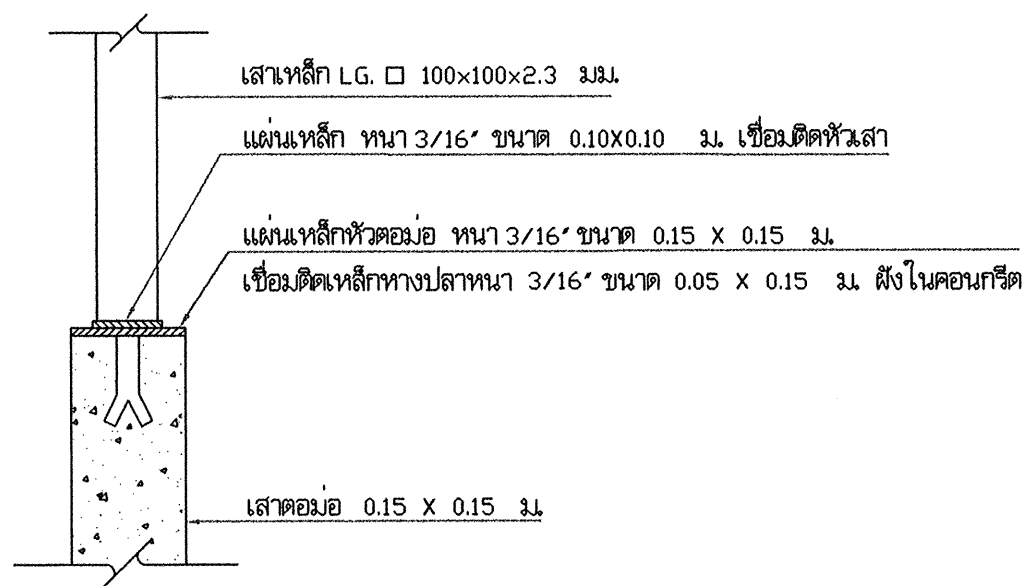 เสาเหล็ก LG. □ 100x100x2.3 มม.
แผ่นเหล็ก หนา 3/16" ขนาด 0.10X0.10 ม. เชื่อมติดหัวเสา
แผ่นเหล็กหัวตอม่อ หนา 3/16" ขนาด 0.15 X 0.15 ม.
เชื่อมติดเหล็กหางปลาหนา 3/16" ขนาด 0.05 X 0.15 ม. ฝังในคอนกรีต
เสาตอม่อ 0.15 X 0.15 ม.